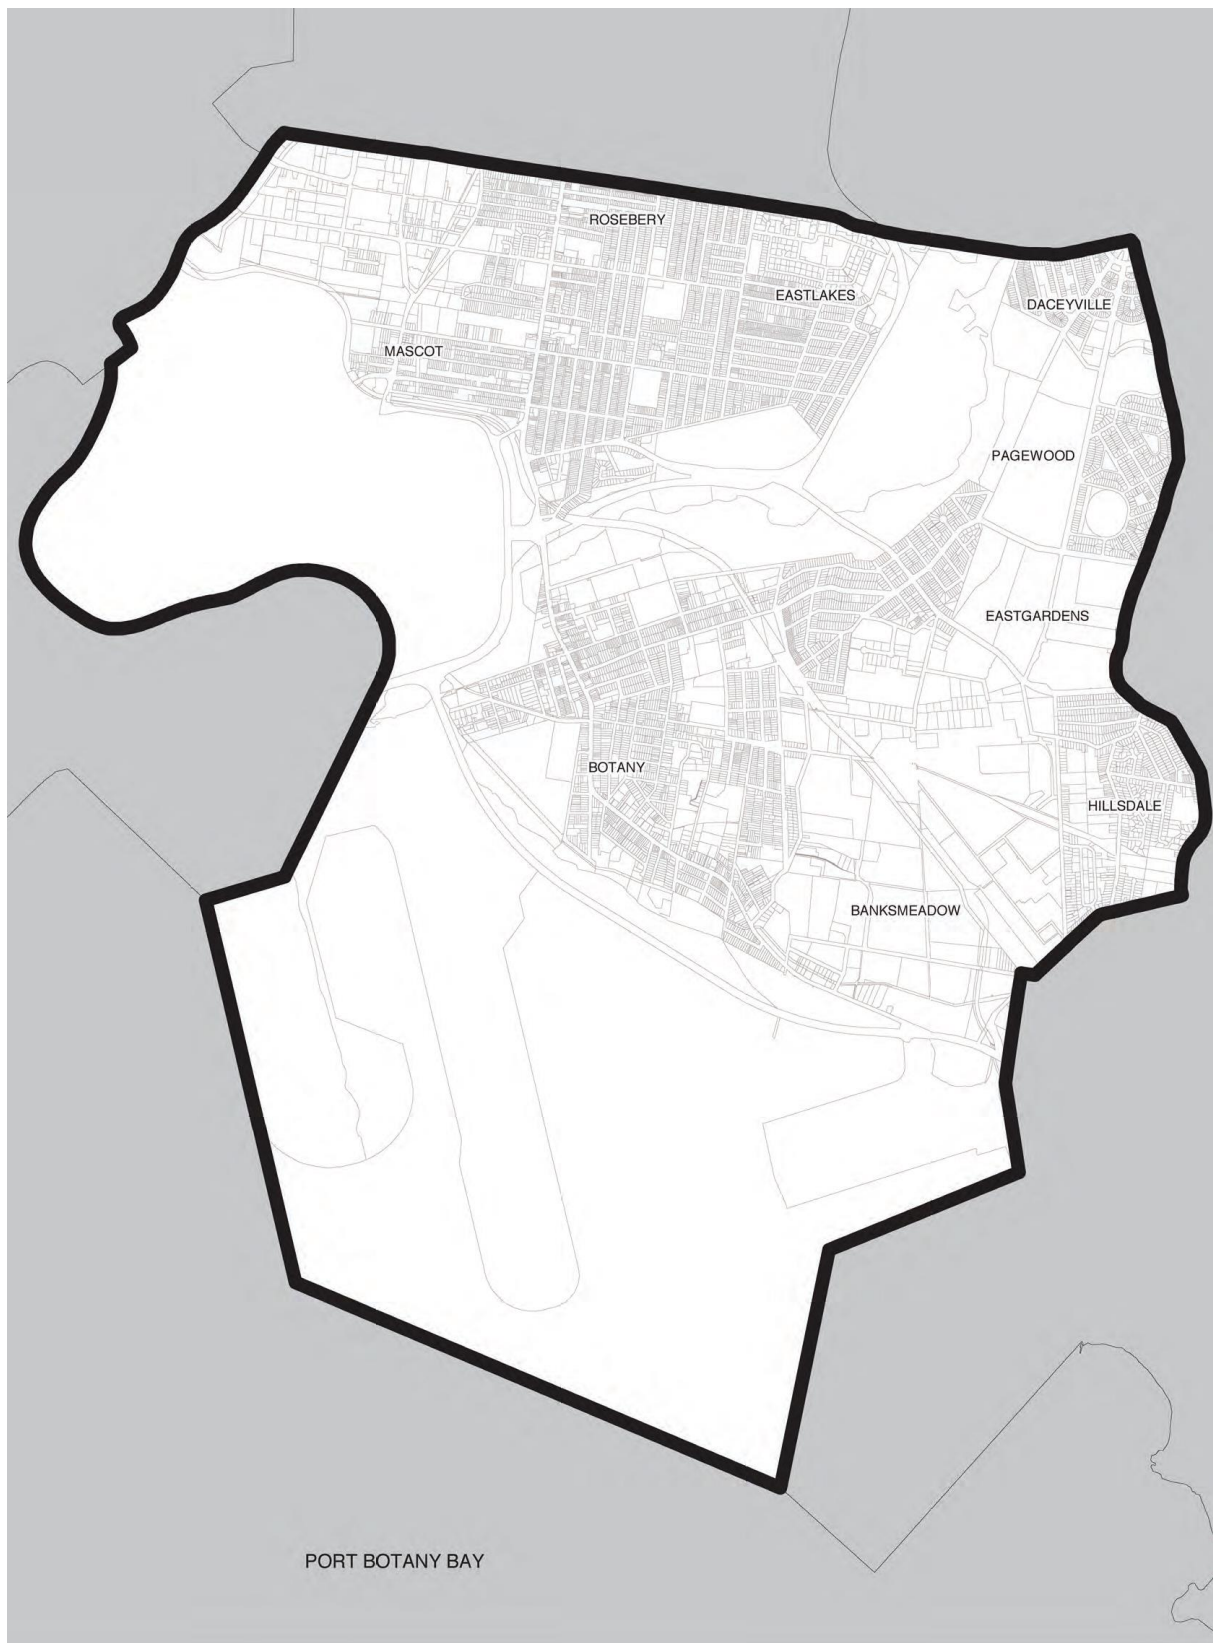 ROSEBERY
EASTLAKES
DACEYVILLE
MASCOT
PAGEWOOD
EASTGARDENS
BOTANY
HILLSDALE
BANKSMEADOW
PORT BOTANY BAY